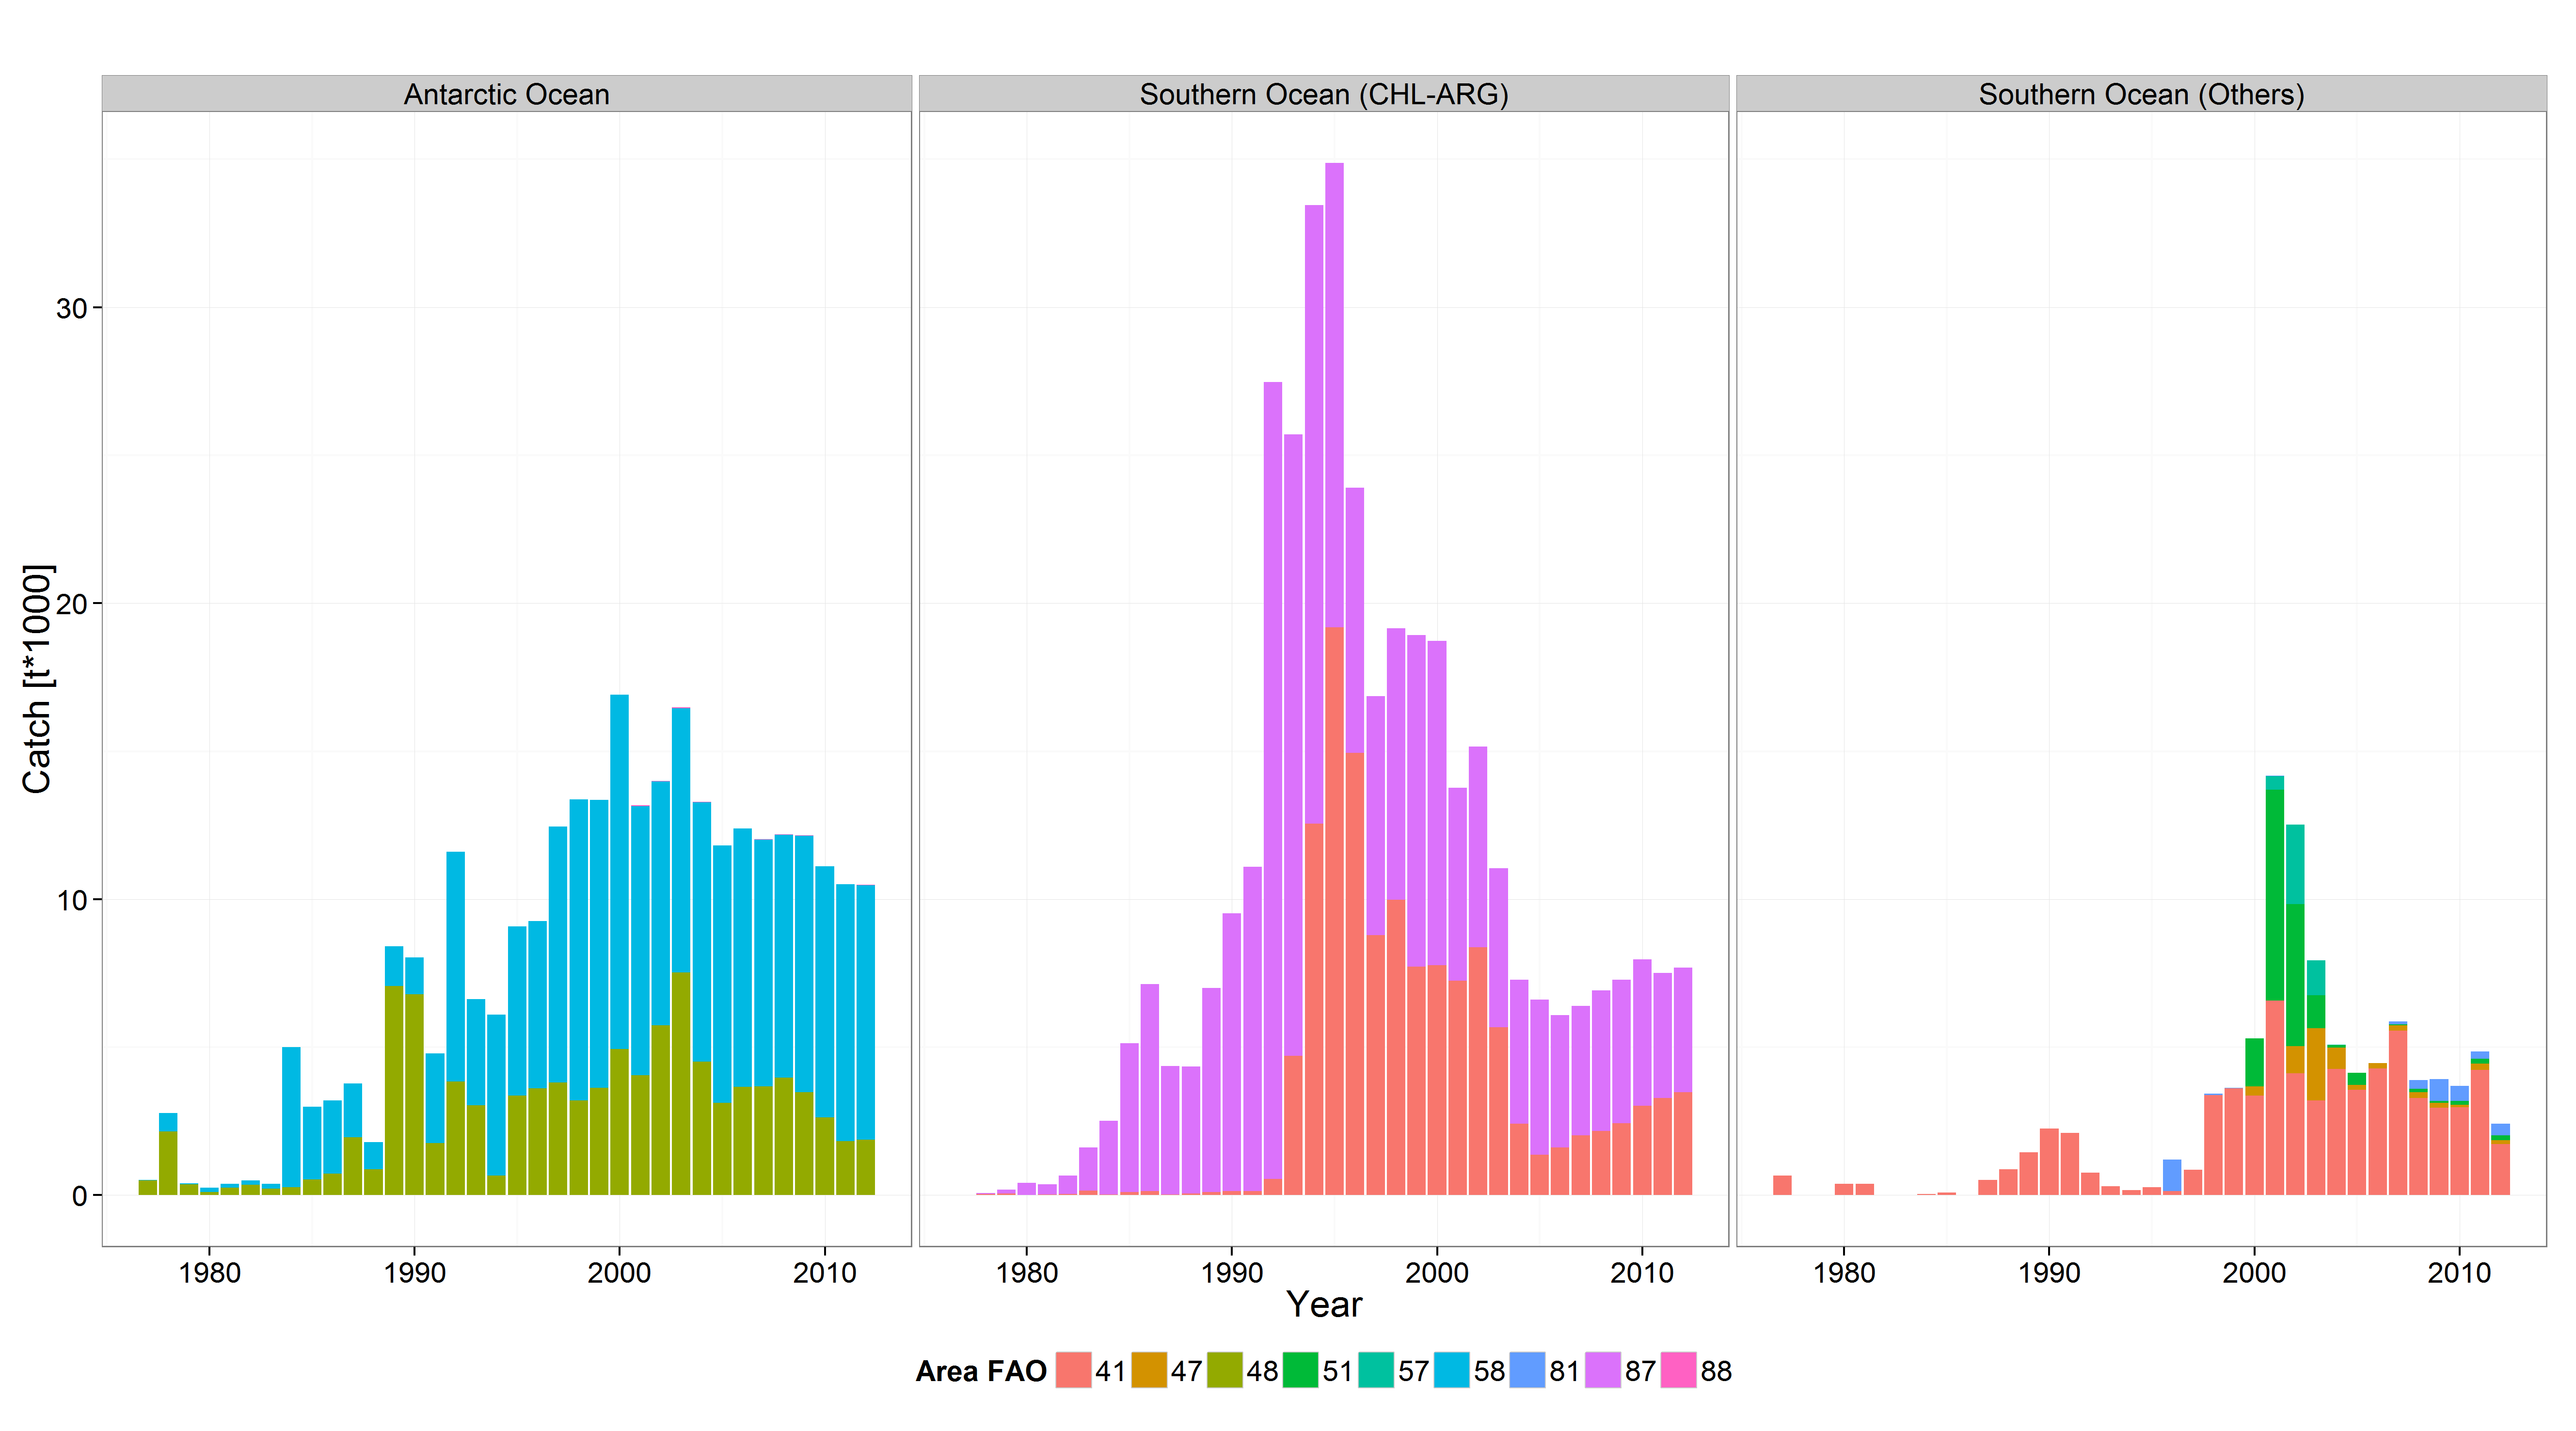 Antarctic Ocean
Southern Ocean (CHL-ARG)
Southern Ocean (Others)
Catch [t*1000]
30
20
10
0
1980 1990 2000 2010
1980 1990 2000 2010
1980 1990 2000 2010
Year
Area FAO 41 47 48 51 57 58 81 87 88